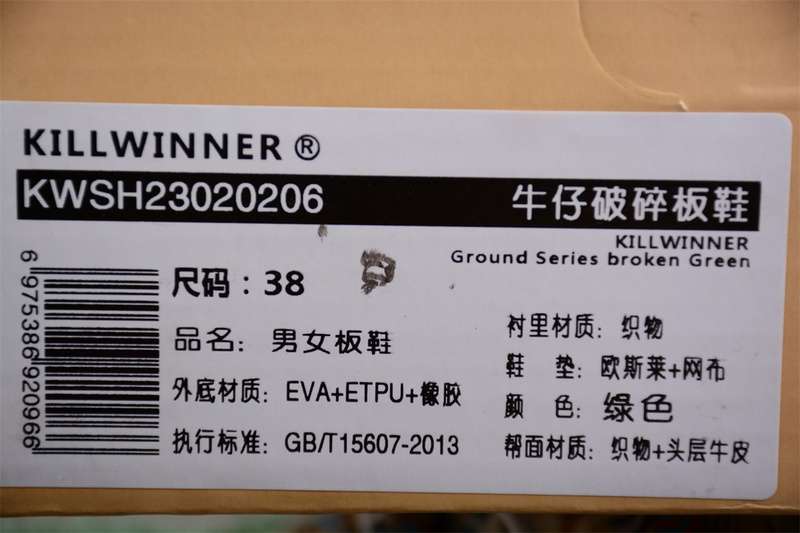 KILLWINNER ®
KWSH23020206 牛仔破碎板鞋
KILLWINNER
Ground Series broken Green
6 975386 920966
尺码：38
品名：男女板鞋
外底材质：EVA+ETPU+橡胶
执行标准：GB/T15607-2013
衬里材质：织物
鞋 垫：欧斯莱+网布
颜 色：绿色
帮面材质：织物+头层牛皮